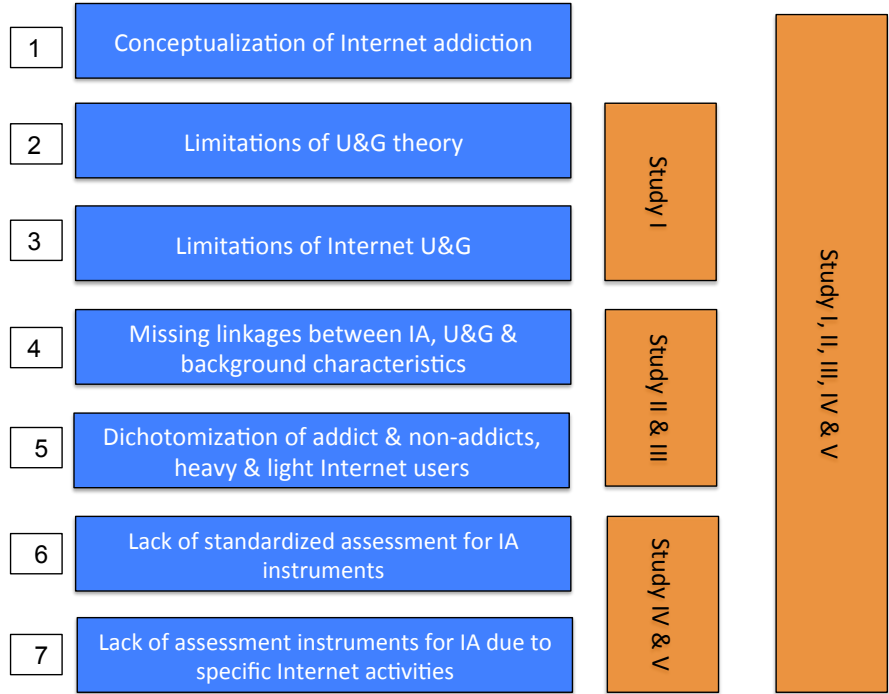 1
Conceptualization of Internet addiction
2
Limitations of U&G theory
3
Limitations of Internet U&G
Study I
4
Missing linkages between IA, U&G &
background characteristics
5
Dichotomization of addict & non-addicts,
heavy & light Internet users
Study II & III
6
Lack of standardized assessment for IA
instruments
7
Lack of assessment instruments for IA due to
specific Internet activities
Study IV & V
Study I, II, III, IV & V